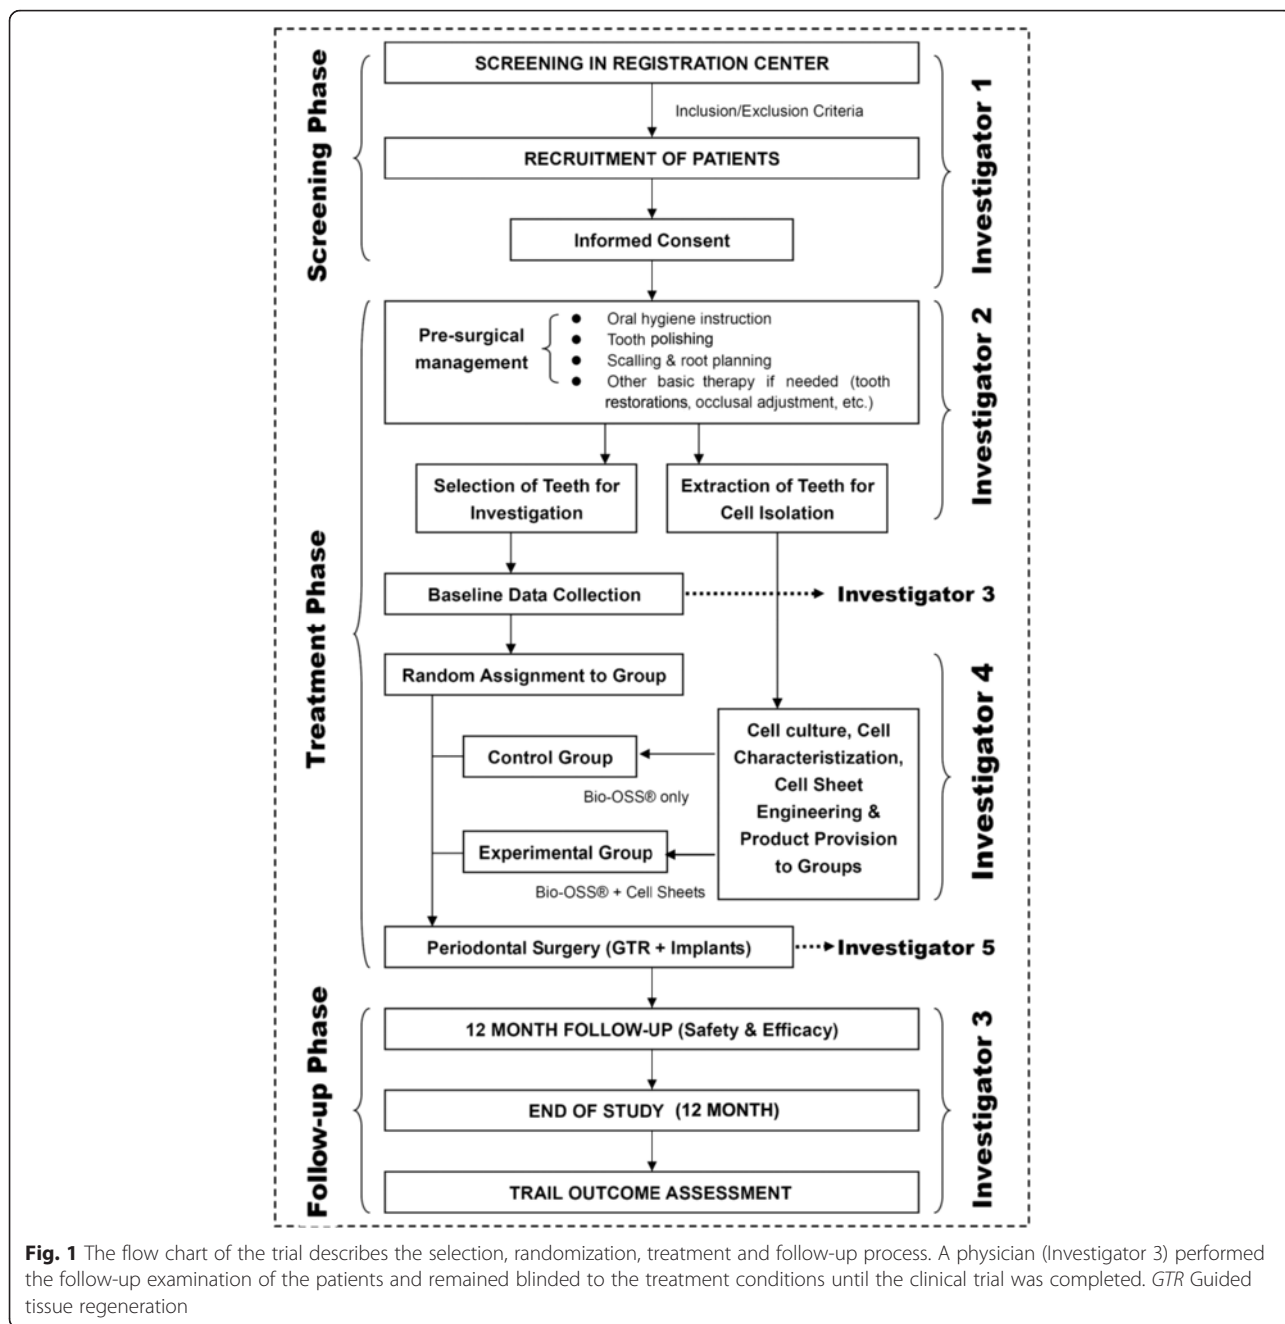 Screening Phase
SCREENING IN REGISTRATION CENTER
Inclusion/Exclusion Criteria
RECRUITMENT OF PATIENTS
Informed Consent
Investigator 1
Treatment Phase
Pre-surgical
management
● Oral hygiene instruction
● Tooth polishing
● Scalling & root planning
● Other basic therapy if needed (tooth
restorations, occlusal adjustment, etc.)
Investigator 2
Selection of Teeth for
Investigation
Extraction of Teeth for
Cell Isolation
Baseline Data Collection
Investigator 3
Random Assignment to Group
Control Group
Bio-OSS® only
Experimental Group
Bio-OSS® + Cell Sheets
Cell culture, Cell
Characteristization,
Cell Sheet
Engineering &
Product Provision
to Groups
Investigator 4
Periodontal Surgery (GTR + Implants)
Investigator 5
Follow-up Phase
12 MONTH FOLLOW-UP (Safety & Efficacy)
END OF STUDY (12 MONTH)
TRAIL OUTCOME ASSESSMENT
Investigator 3
Fig. 1 The flow chart of the trial describes the selection, randomization, treatment and follow-up process. A physician (Investigator 3) performed
the follow-up examination of the patients and remained blinded to the treatment conditions until the clinical trial was completed. GTR Guided
tissue regeneration